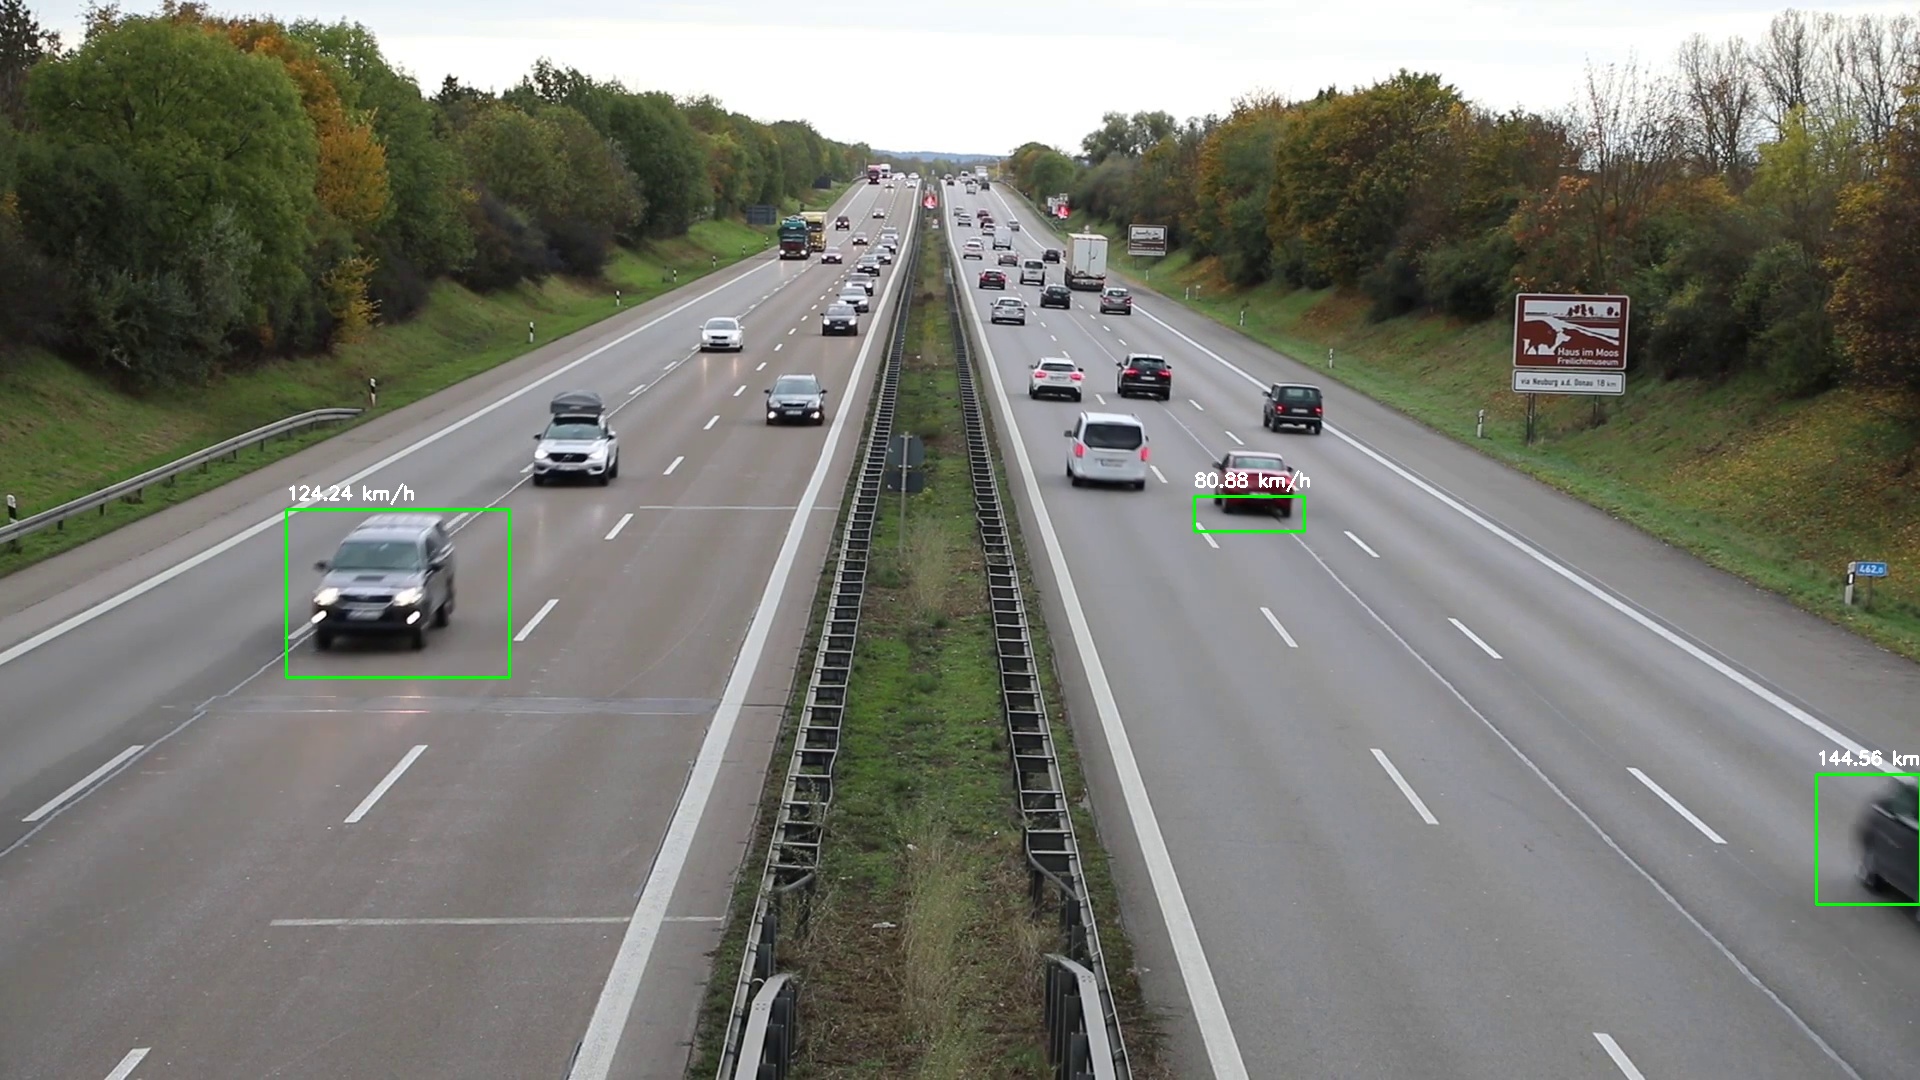 Haus im Moos
Freilichtmuseum
via Neuburg a.d. Donau 18 km
124.24 km/h
80.88 km/h
462,0
144.56 km